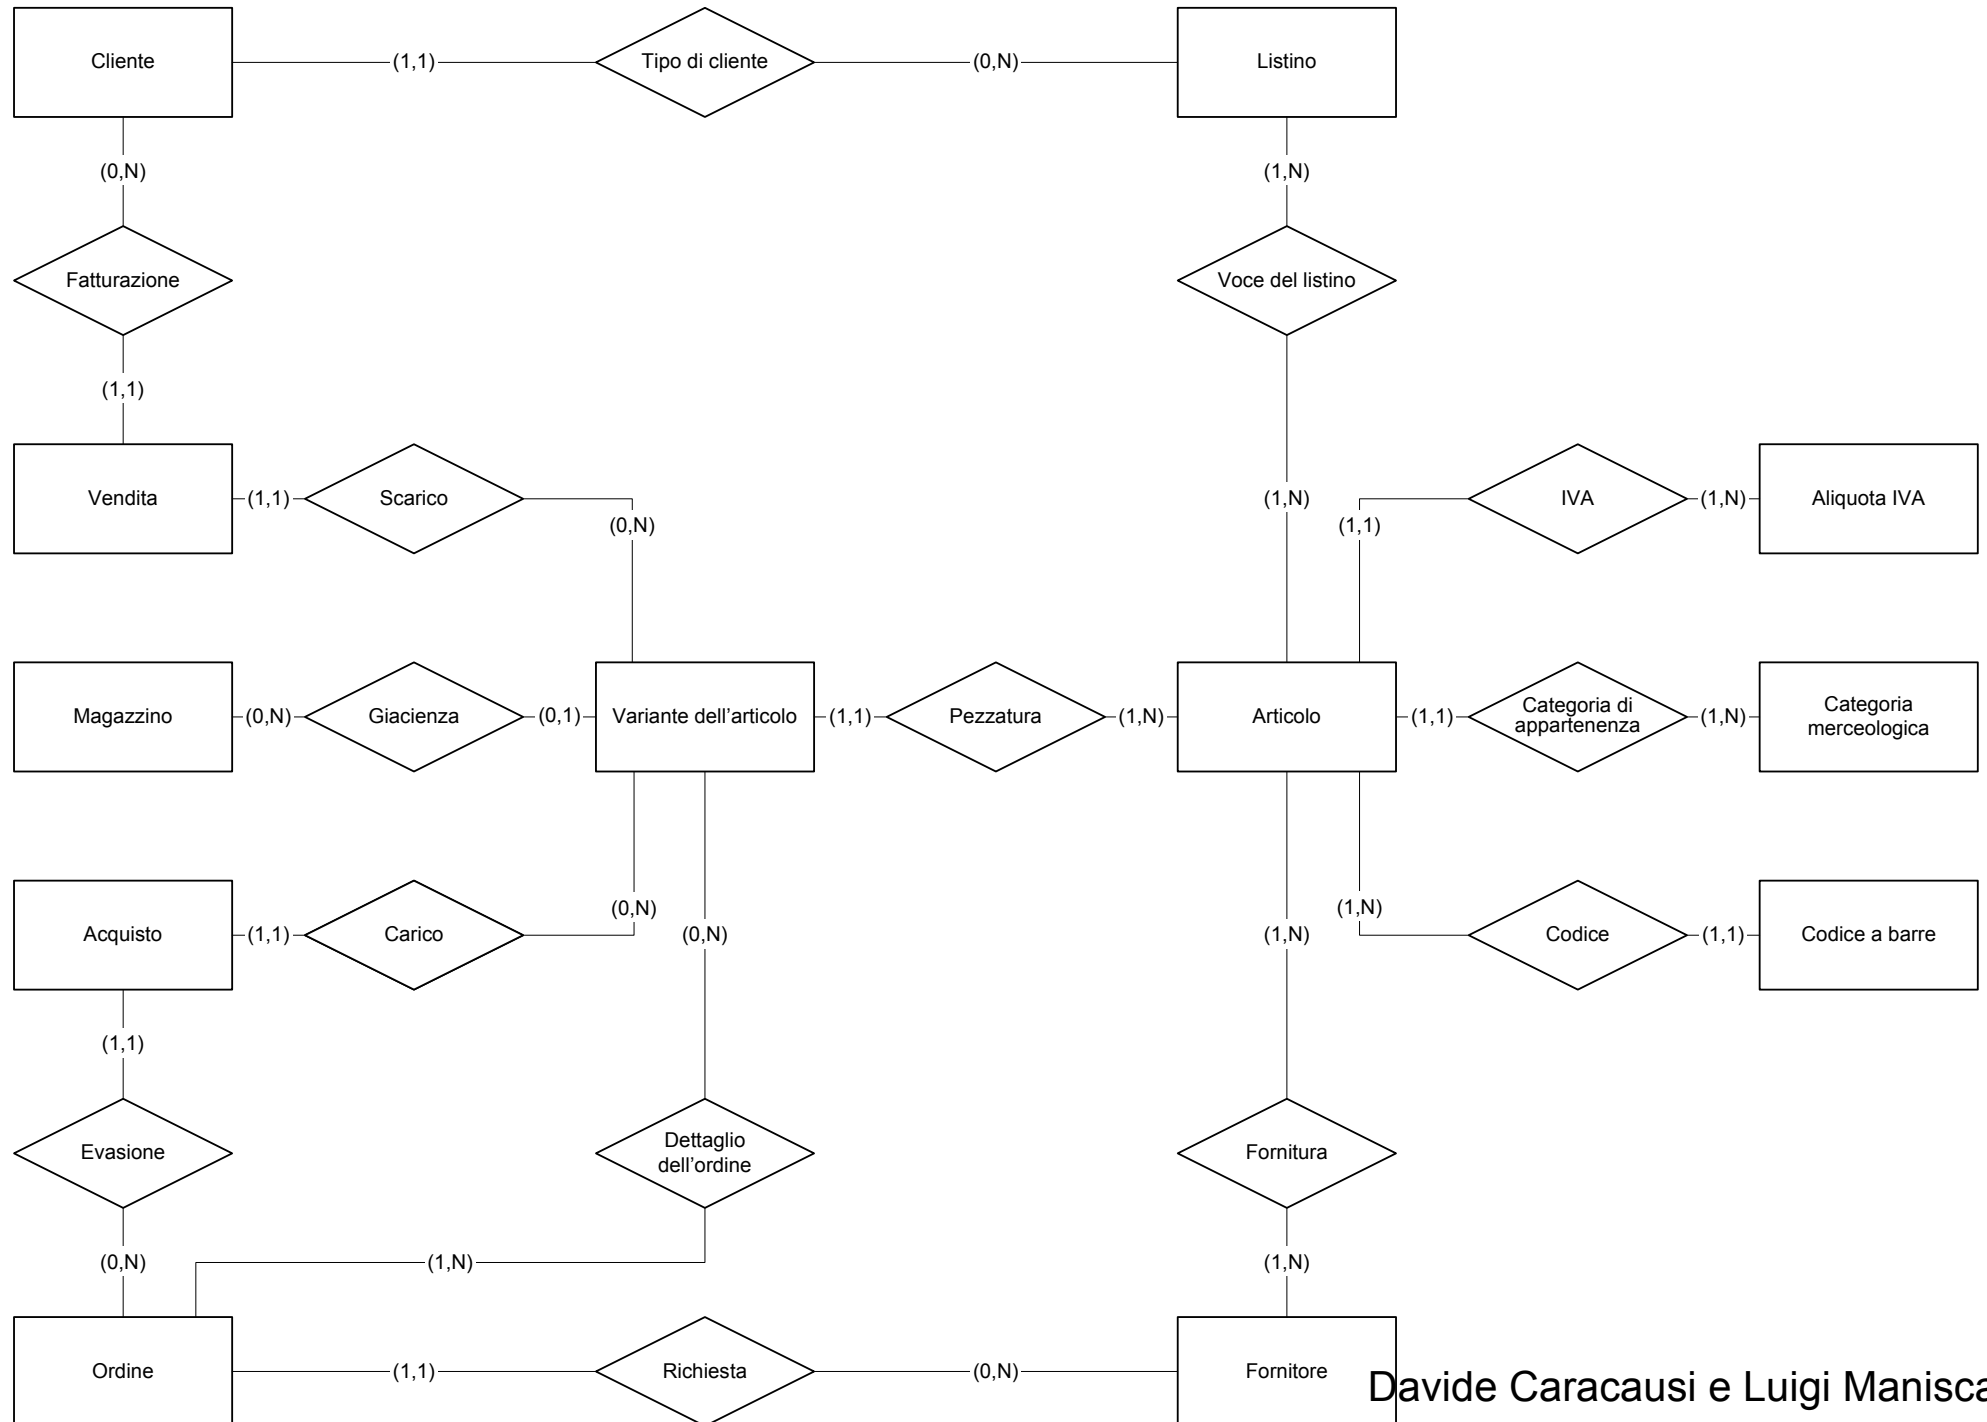 Cliente
(1,1)
Tipo di cliente
(0,N)
Listino
(0,N)
(1,N)
Fatturazione
Voce del listino
(1,1)
Vendita
(1,1)
Scarico
(0,N)
(1,N)
(1,1)
IVA
(1,N)
Aliquota IVA
Magazzino
(0,N)
Giacienza
(0,1)
Variante dell'articolo
(1,1)
Pezzatura
(1,N)
Articolo
(1,1)
Categoria di
appartenenza
(1,N)
Categoria
merceologica
Acquisto
(1,1)
Carico
(0,N)
(0,N)
(1,N)
(1,N)
Codice
(1,1)
Codice a barre
(1,1)
Evasione
Dettaglio
dell'ordine
Fornitura
(0,N)
(1,N)
(1,N)
Ordine
(1,1)
Richiesta
(0,N)
Fornitore
Davide Caracausi e Luigi